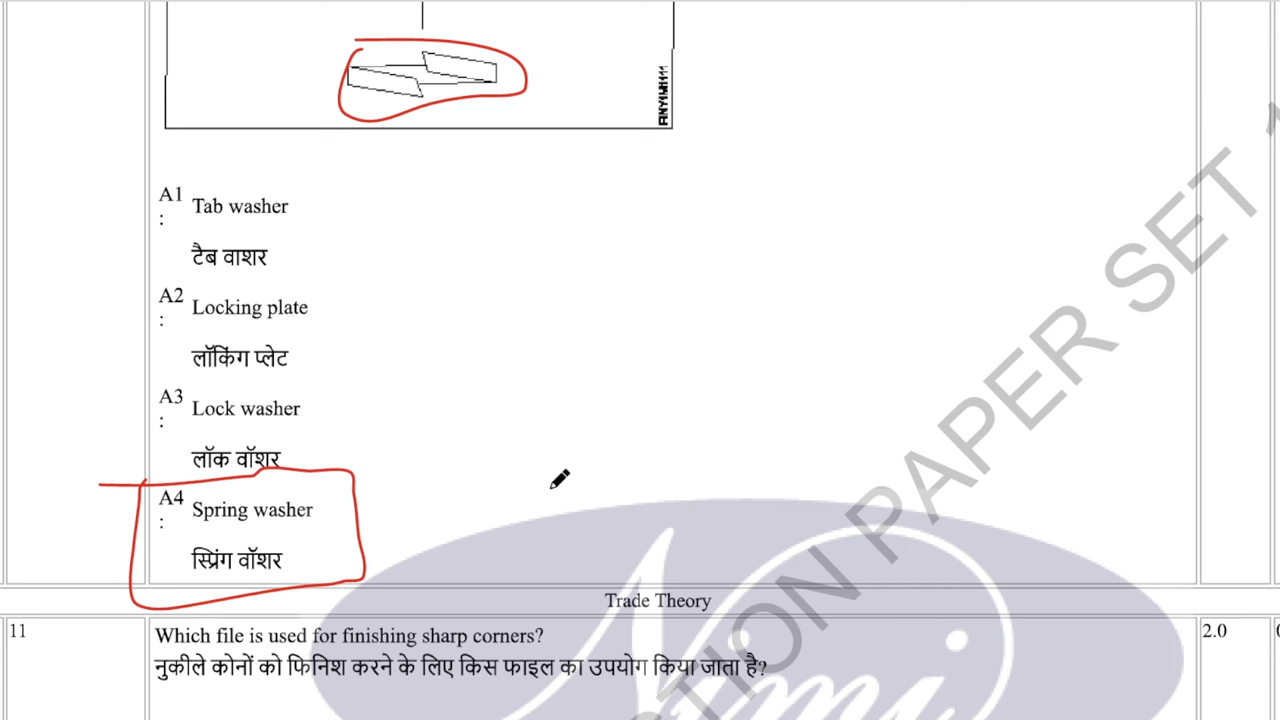 A1
: Tab washer
टैब वाशर
A2
: Locking plate
लॉकिंग प्लेट
A3
: Lock washer
लॉक वॉशर
A4
: Spring washer
स्प्रिंग वॉशर
Trade Theory
11 Which file is used for finishing sharp corners? 2.0
नुकीले कोनों को फिनिश करने के लिए किस फाइल का उपयोग किया जाता है?
PAPER SET
Nimi